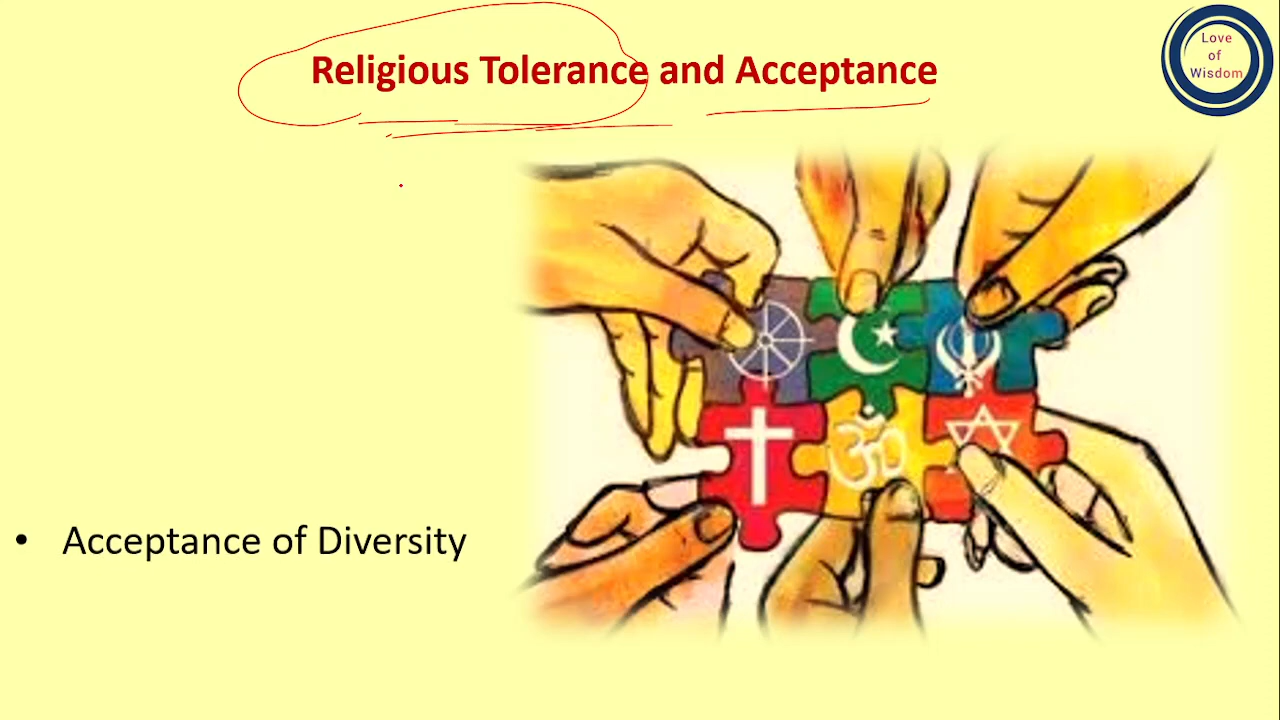 Religious Tolerance and Acceptance
Love
of
Wisdom
ॐ
• Acceptance of Diversity